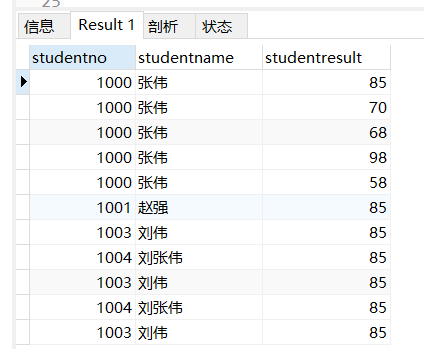 25
信息 Result 1 剖析 状态
studentno studentname studentresult
1000 张伟 85
1000 张伟 70
1000 张伟 68
1000 张伟 98
1000 张伟 58
1001 赵强 85
1003 刘伟 85
1004 刘张伟 85
1003 刘伟 85
1004 刘张伟 85
1003 刘伟 85